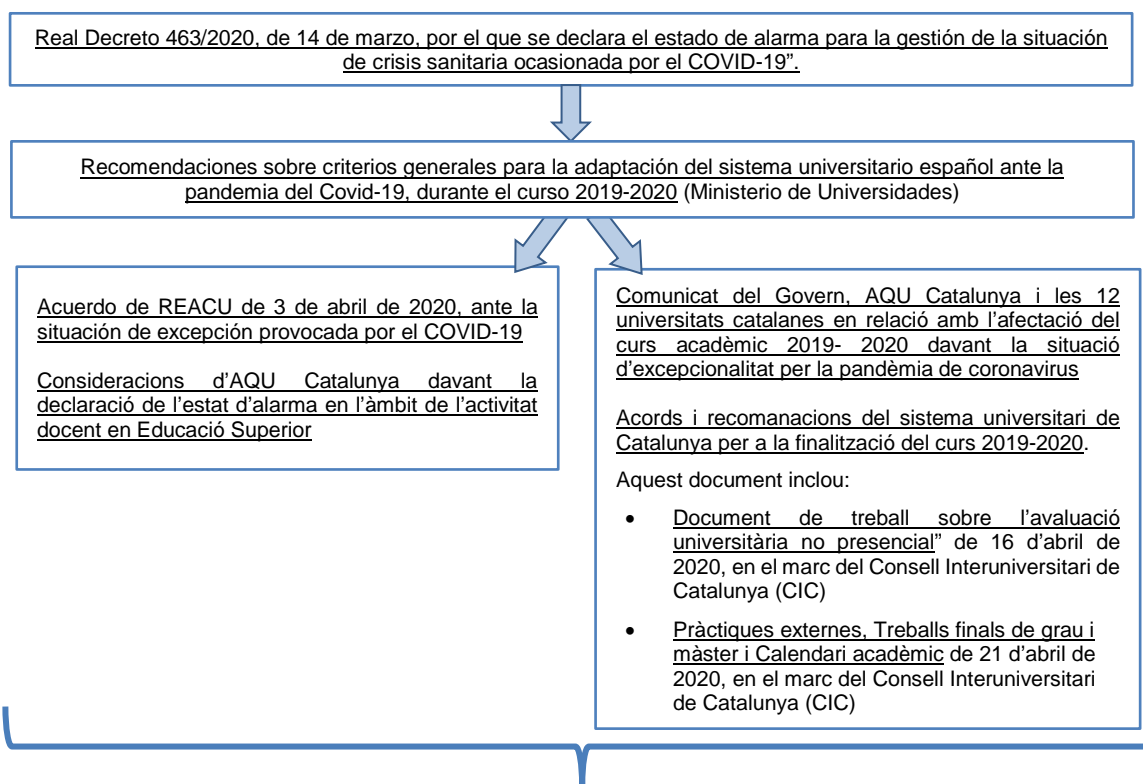 Real Decreto 463/2020, de 14 de marzo, por el que se declara el estado de alarma para la gestión de la situación
de crisis sanitaria ocasionada por el COVID-19”.
Recomendaciones sobre criterios generales para la adaptación del sistema universitario español ante la
pandemia del Covid-19, durante el curso 2019-2020 (Ministerio de Universidades)
Acuerdo de REACU de 3 de abril de 2020, ante la
situación de excepción provocada por el COVID-19
Consideracions d’AQU Catalunya davant la
declaració de l’estat d’alarma en l’àmbit de l’activitat
docent en Educació Superior
Comunicat del Govern, AQU Catalunya i les 12
universitats catalanes en relació amb l’afectació del
curs acadèmic 2019- 2020 davant la situació
d’excepcionalitat per la pandèmia de coronavirus
Acords i recomanacions del sistema universitari de
Catalunya per a la finalització del curs 2019-2020.
Aquest document inclou:
• Document de treball sobre l’avaluació
universitària no presencial” de 16 d’abril de
2020, en el marc del Consell Interuniversitari de
Catalunya (CIC)
• Pràctiques externes, Treballs finals de grau i
màster i Calendari acadèmic de 21 d’abril de
2020, en el marc del Consell Interuniversitari
de Catalunya (CIC)